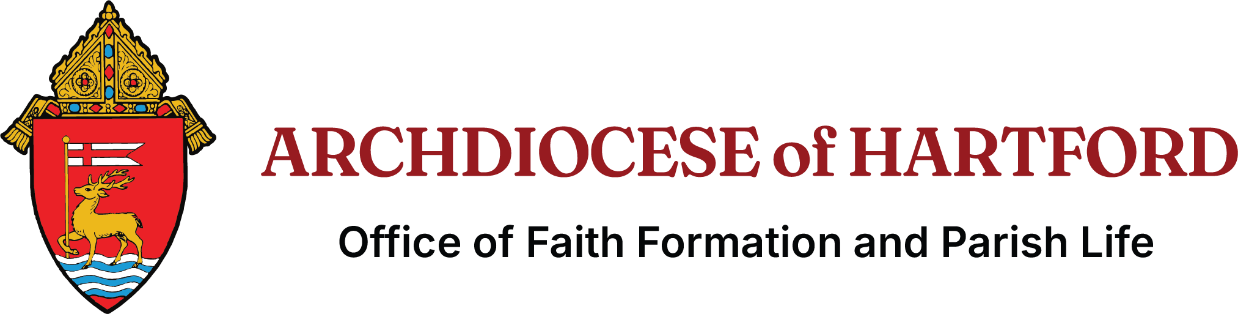 ARCHDIOCESE of HARTFORD
Office of Faith Formation and Parish Life